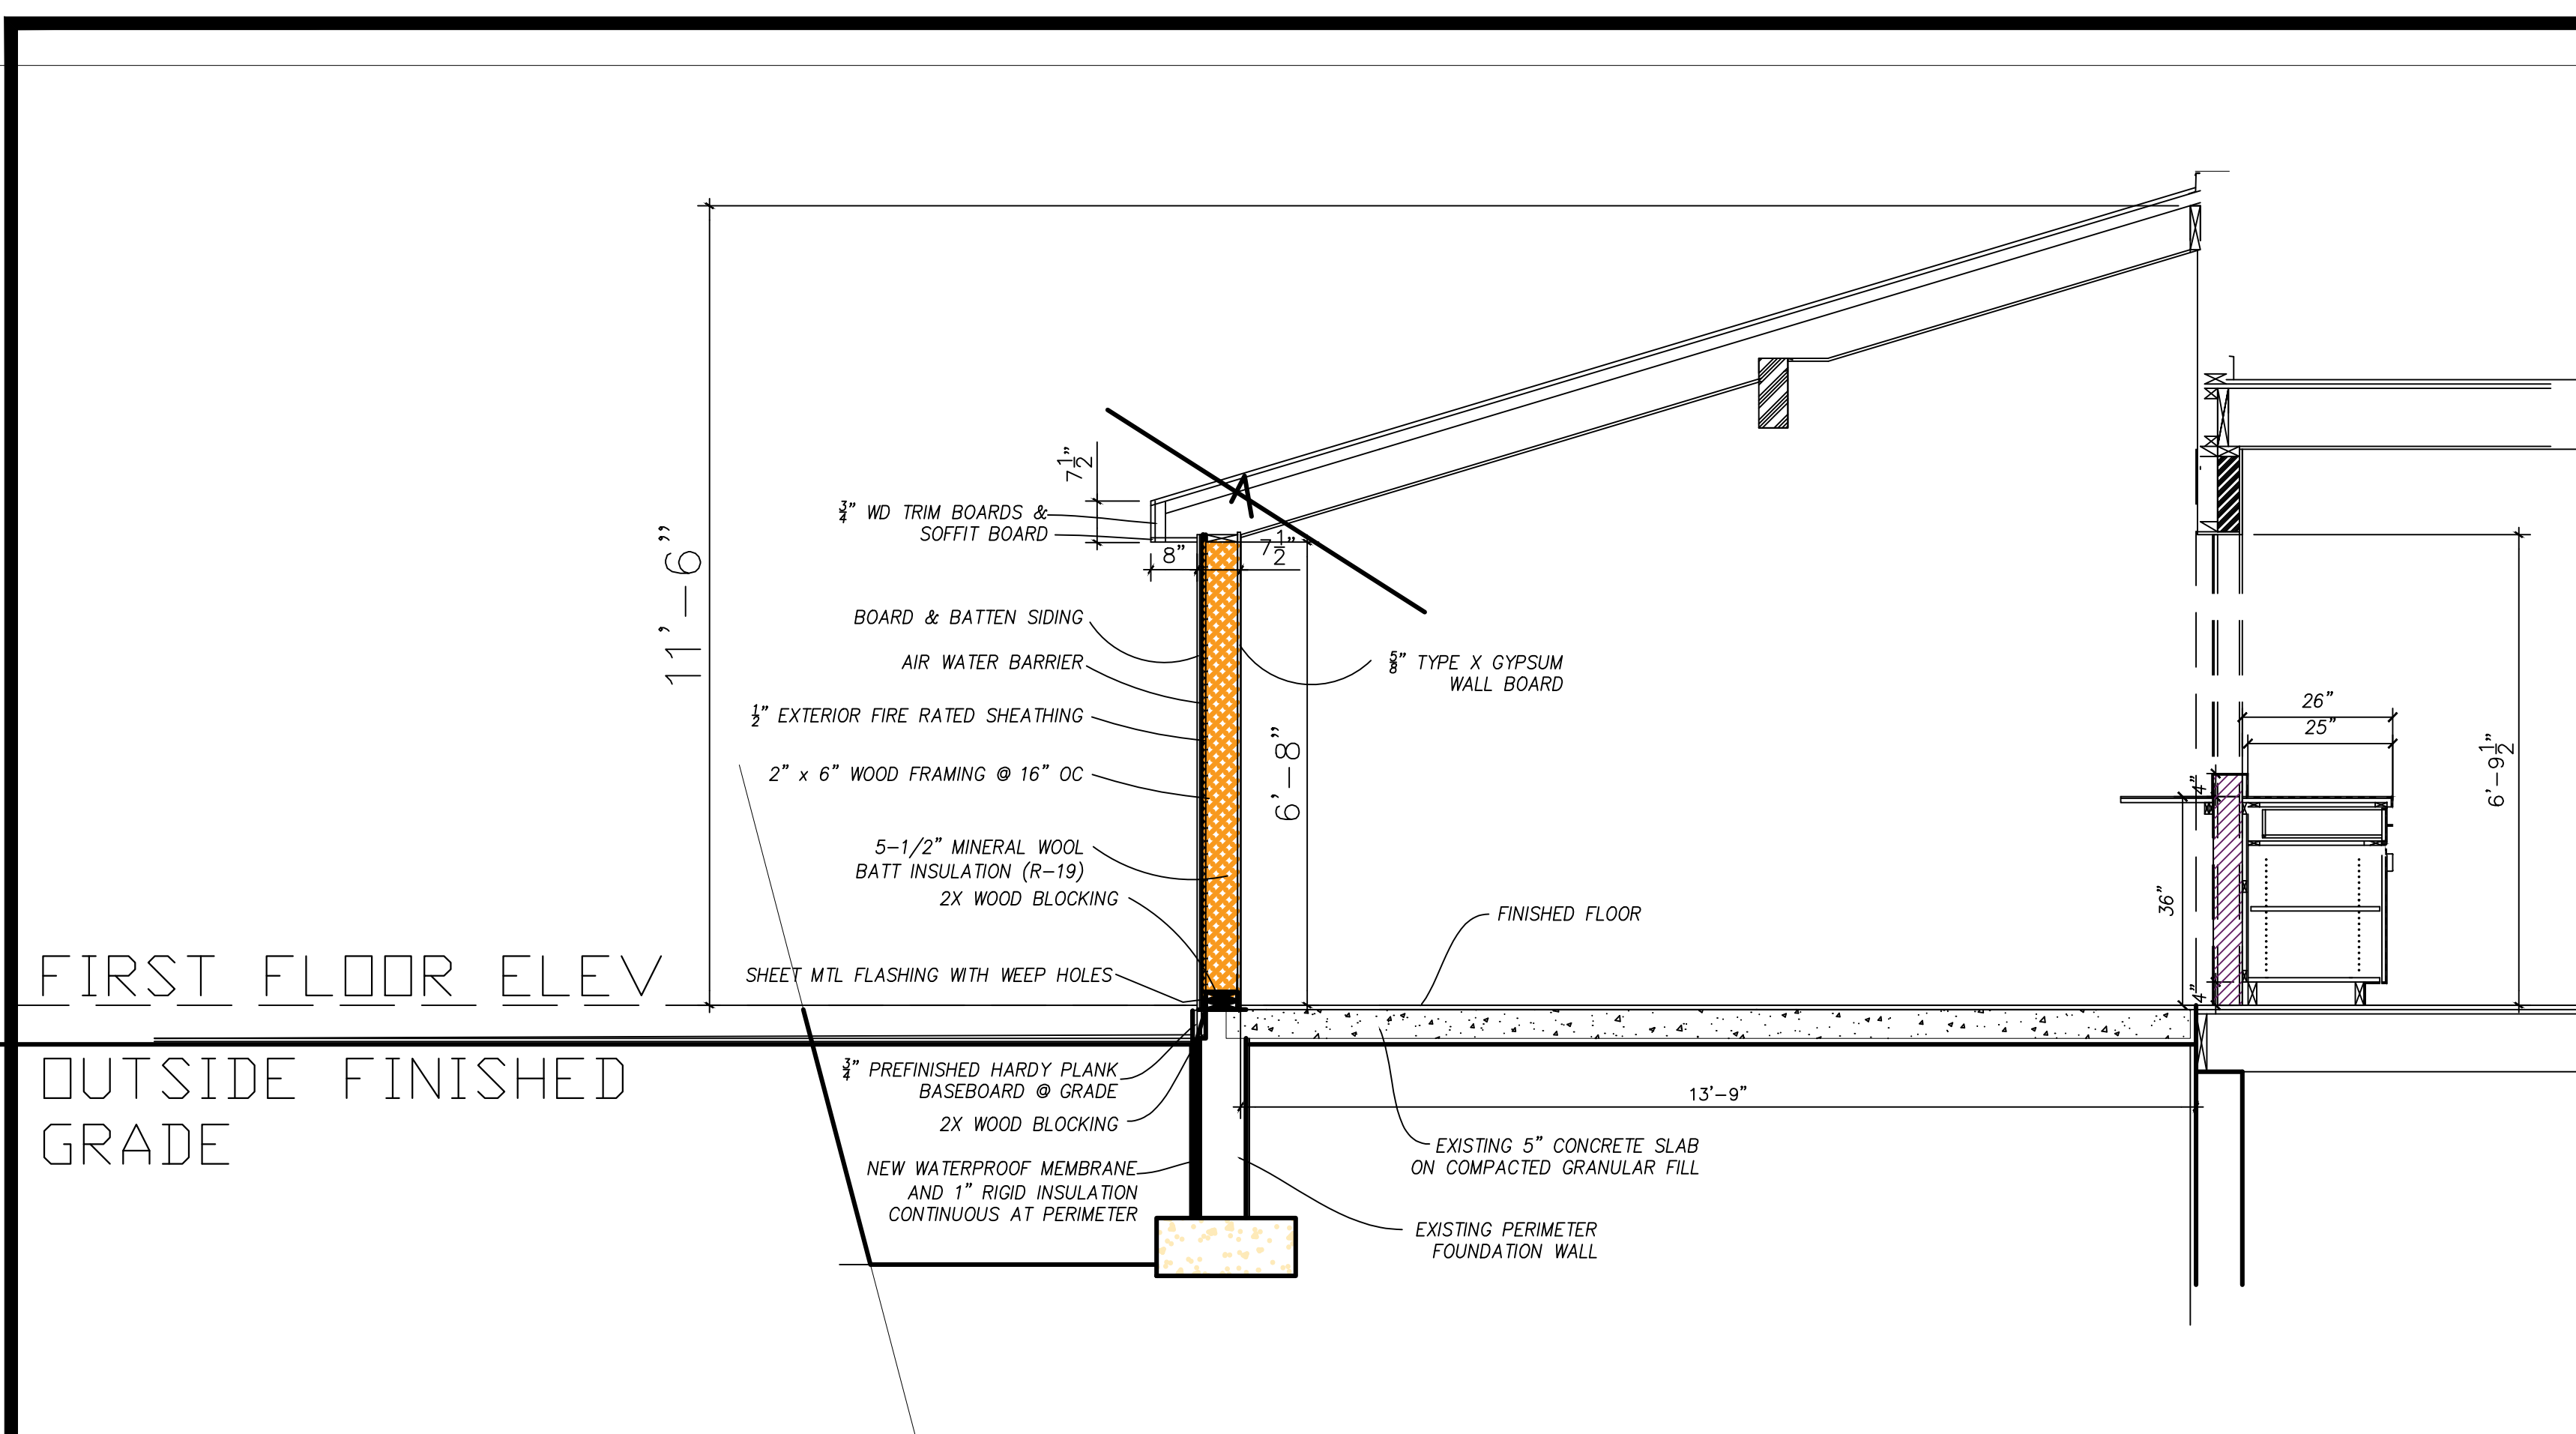 7½"
¾" WD TRIM BOARDS &
SOFFIT BOARD
8"
7½"
11'-6"
BOARD & BATTEN SIDING
AIR WATER BARRIER
⅝" TYPE X GYPSUM
WALL BOARD
½" EXTERIOR FIRE RATED SHEATHING
2" x 6" WOOD FRAMING @ 16" OC
6'-8"
26"
25"
6'-9½"
4"
5-1/2" MINERAL WOOL
BATT INSULATION (R-19)
2X WOOD BLOCKING
36"
FINISHED FLOOR
FIRST FLOOR ELEV
SHEET MTL FLASHING WITH WEEP HOLES
4"
OUTSIDE FINISHED
GRADE
¾" PREFINISHED HARDY PLANK
BASEBOARD @ GRADE
2X WOOD BLOCKING
13'-9"
EXISTING 5" CONCRETE SLAB
ON COMPACTED GRANULAR FILL
NEW WATERPROOF MEMBRANE
AND 1" RIGID INSULATION
CONTINUOUS AT PERIMETER
EXISTING PERIMETER
FOUNDATION WALL